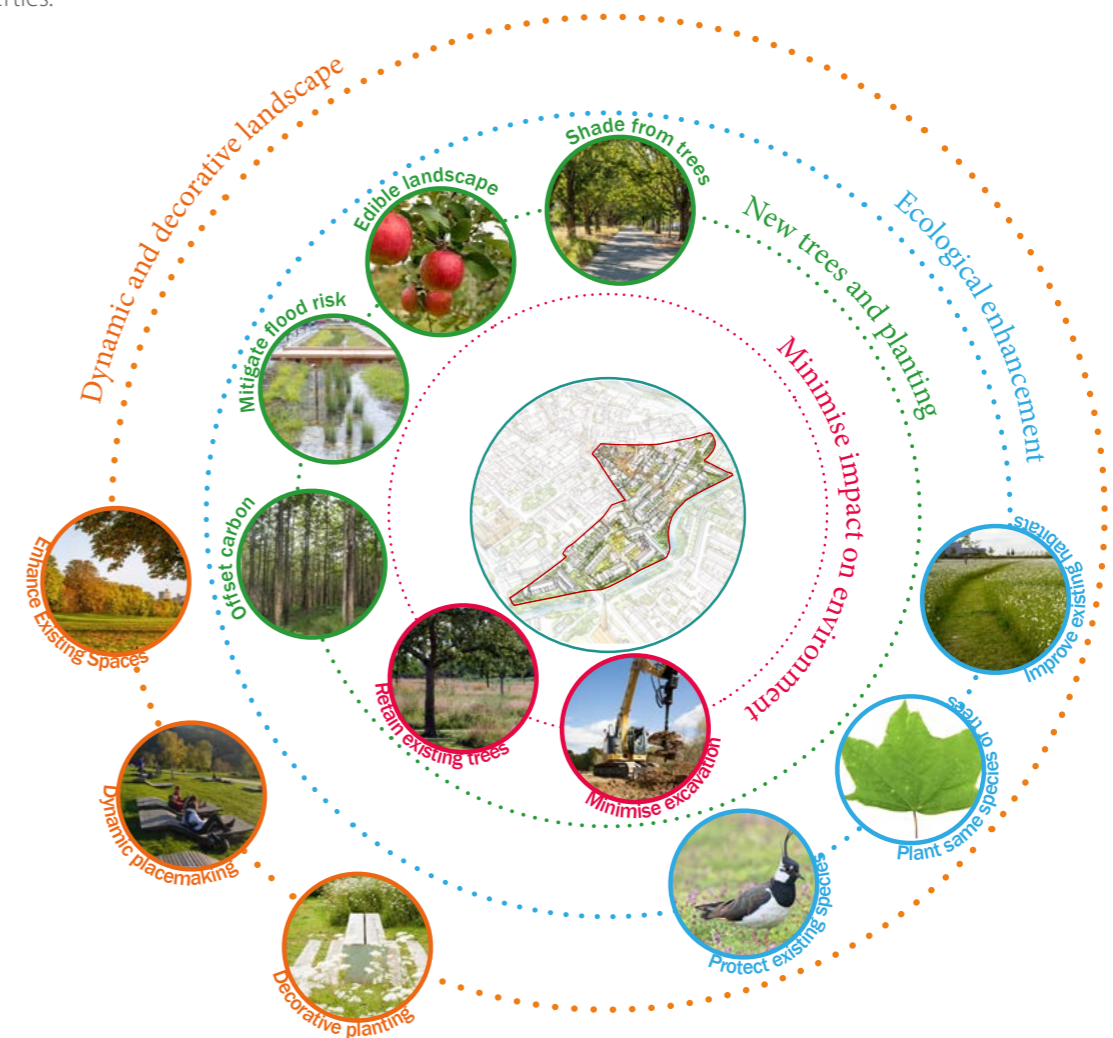 Dynamic and decorative landscape
Shade from trees
Edible landscape
New trees and planting
Ecological enhancement
Mitigate flood risk
Minimise impact on environment
Offset carbon
Enhance Existing Spaces
Improve existing habitats
Retain existing trees
Plant same species of trees
Minimise excavation
Dynamic placemaking
Protect existing species
Decorative planting